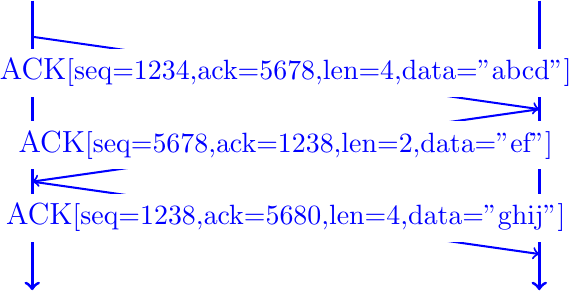 ACK[seq=1234,ack=5678,len=4,data="abcd"]
ACK[seq=5678,ack=1238,len=2,data="ef"]
ACK[seq=1238,ack=5680,len=4,data="ghij"]